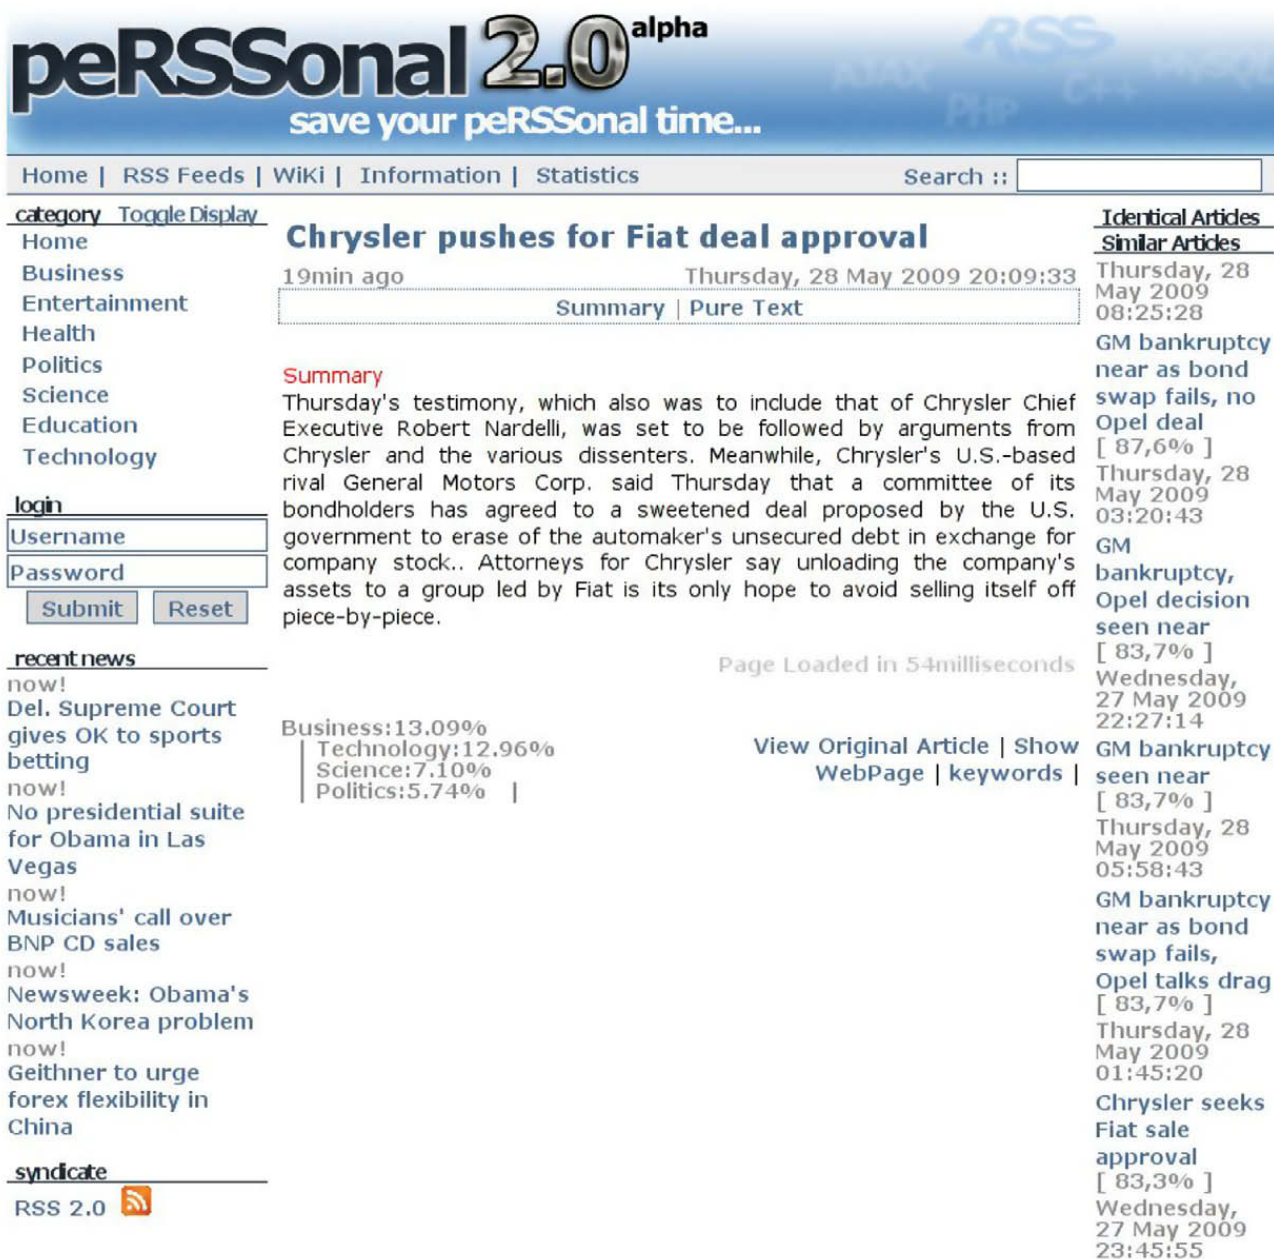 peRSSonal 2.0 alpha
save your peRSSonal time...
RSS
AJAX
PHP
C++
MYSQL
Home | RSS Feeds | WiKi | Information | Statistics
Search ::
category Toggle Display
Home
Business
Entertainment
Health
Politics
Science
Education
Technology
login
Username
Password
Submit Reset
recent news
now!
Del. Supreme Court
gives OK to sports
betting
now!
No presidential suite
for Obama in Las
Vegas
now!
Musicians' call over
BNP CD sales
now!
Newsweek: Obama's
North Korea problem
now!
Geithner to urge
forex flexibility in
China
syndicate
RSS 2.0
Chrysler pushes for Fiat deal approval
19min ago Thursday, 28 May 2009 20:09:33
Summary | Pure Text
Summary
Thursday's testimony, which also was to include that of Chrysler Chief
Executive Robert Nardelli, was set to be followed by arguments from
Chrysler and the various dissenters. Meanwhile, Chrysler's U.S.-based
rival General Motors Corp. said Thursday that a committee of its
bondholders has agreed to a sweetened deal proposed by the U.S.
government to erase of the automaker's unsecured debt in exchange for
company stock.. Attorneys for Chrysler say unloading the company's
assets to a group led by Fiat is its only hope to avoid selling itself off
piece-by-piece.
Page Loaded in 54milliseconds
Business:13.09%
| Technology:12.96%
| Science:7.10%
| Politics:5.74% |
View Original Article | Show
WebPage | keywords |
Identical Articles
Similar Articles
Thursday, 28
May 2009
08:25:28
GM bankruptcy
near as bond
swap fails, no
Opel deal
[ 87,6% ]
Thursday, 28
May 2009
03:20:43
GM
bankruptcy,
Opel decision
seen near
[ 83,7% ]
Wednesday,
27 May 2009
22:27:14
GM bankruptcy
seen near
[ 83,7% ]
Thursday, 28
May 2009
05:58:43
GM bankruptcy
near as bond
swap fails,
Opel talks drag
[ 83,7% ]
Thursday, 28
May 2009
01:45:20
Chrysler seeks
Fiat sale
approval
[ 83,3% ]
Wednesday,
27 May 2009
23:45:55